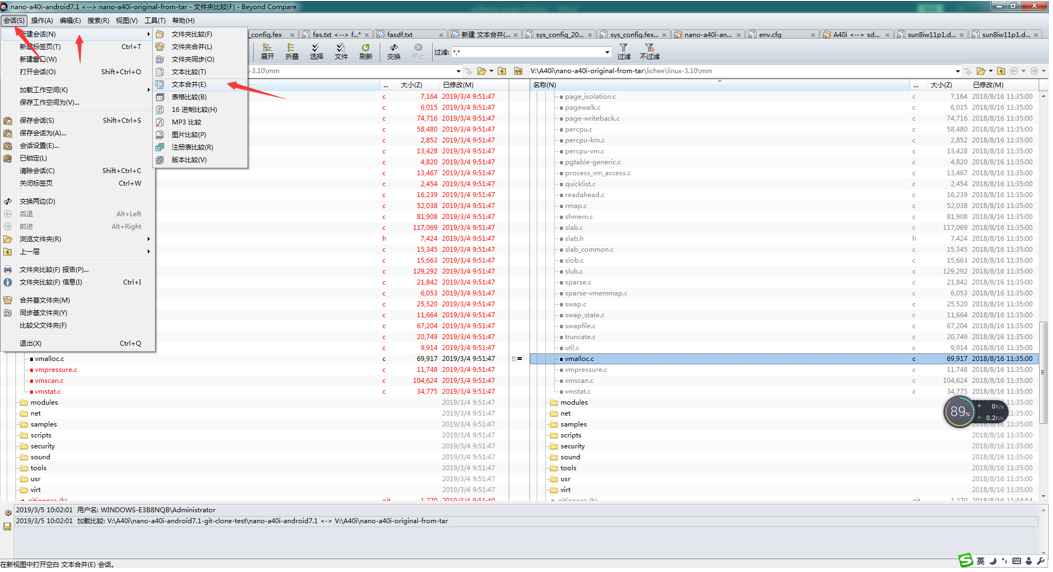 nano-a40i-android7.1 <--> nano-a40i-original-from-tar - 文件夹比较(F) - Beyond Compare
会话(S) 操作(A) 编辑(E) 搜索(R) 视图(V) 工具(T) 帮助(H)
_config.fex
fas.txt <--> f...*
fasdf.txt
新建 文本合并(...
sys_config_20...
sys_config.fex...
nano-a40i-an...
env.cfg
A40i <--> sd...
sun8iw11p1.d...
sun8iw11p1.d...
新建会话(N)
新建标签页(T) Ctrl+T
新建窗口(W)
打开会话(O) Shift+Ctrl+O
加载工作空间(K)
保存工作空间为(V)...
保存会话(S) Shift+Ctrl+S
保存会话为(A)...
会话设置(E)...
已锁定(L)
清除会话(C) Shift+Ctrl+C
关闭标签页 Ctrl+W
交换两边(D)
后退 Alt+Left
前进 Alt+Right
浏览文件夹(R)
上一层
文件夹比较(F) 报告(P)...
文件夹比较(F) 信息(I) Ctrl+I
合并基文件夹(M)
同步基文件夹(Y)
比较父文件夹(F)
退出(X) Ctrl+Q
文件夹比较(F)
文件夹合并(L)
文件夹同步(O)
文本比较(T)
文本合并(E)
表格比较(B)
16 进制比较(H)
MP3 比较
图片比较(P)
注册表比较(R)
版本比较(V)
展开 折叠 选择 文件 刷新 交换 停止 过滤: *.* 过滤 不过滤
-3.10\mm
V:\A40i\nano-a40i-original-from-tar\lichee\linux-3.10\mm
... 大小(Z) 已修改(M)
名称(N) ... 大小(Z) 已修改(M)
c 7,164 2019/3/4 9:51:47 page_isolation.c c 7,164 2018/8/16 11:35:00
c 6,015 2019/3/4 9:51:47 pagewalk.c c 6,015 2018/8/16 11:35:00
c 74,716 2019/3/4 9:51:47 page-writeback.c c 74,716 2018/8/16 11:35:00
c 58,480 2019/3/4 9:51:47 percpu.c c 58,480 2018/8/16 11:35:00
c 2,852 2019/3/4 9:51:47 percpu-km.c c 2,852 2018/8/16 11:35:00
c 13,428 2019/3/4 9:51:47 percpu-vm.c c 13,428 2018/8/16 11:35:00
c 4,820 2019/3/4 9:51:47 pgtable-generic.c c 4,820 2018/8/16 11:35:00
c 13,467 2019/3/4 9:51:47 process_vm_access.c c 13,467 2018/8/16 11:35:00
c 2,454 2019/3/4 9:51:47 quicklist.c c 2,454 2018/8/16 11:35:00
c 16,239 2019/3/4 9:51:47 readahead.c c 16,239 2018/8/16 11:35:00
c 52,038 2019/3/4 9:51:47 rmap.c c 52,038 2018/8/16 11:35:00
c 81,908 2019/3/4 9:51:47 shmem.c c 81,908 2018/8/16 11:35:00
c 117,069 2019/3/4 9:51:47 slab.c c 117,069 2018/8/16 11:35:00
h 7,424 2019/3/4 9:51:47 slab.h h 7,424 2018/8/16 11:35:00
c 15,345 2019/3/4 9:51:47 slab_common.c c 15,345 2018/8/16 11:35:00
c 15,663 2019/3/4 9:51:47 slob.c c 15,663 2018/8/16 11:35:00
c 129,292 2019/3/4 9:51:47 slub.c c 129,292 2018/8/16 11:35:00
c 21,842 2019/3/4 9:51:47 sparse.c c 21,842 2018/8/16 11:35:00
c 6,053 2019/3/4 9:51:47 sparse-vmemmap.c c 6,053 2018/8/16 11:35:00
c 25,520 2019/3/4 9:51:47 swap.c c 25,520 2018/8/16 11:35:00
c 11,664 2019/3/4 9:51:47 swap_state.c c 11,664 2018/8/16 11:35:00
c 67,204 2019/3/4 9:51:47 swapfile.c c 67,204 2018/8/16 11:35:00
c 20,749 2019/3/4 9:51:47 truncate.c c 20,749 2018/8/16 11:35:00
c 9,914 2019/3/4 9:51:47 util.c c 9,914 2018/8/16 11:35:00
vmalloc.c c 69,917 2019/3/4 9:51:47 = vmalloc.c c 69,917 2018/8/16 11:35:00
vmpressure.c c 11,748 2019/3/4 9:51:47 vmpressure.c c 11,748 2018/8/16 11:35:00
vmscan.c c 104,624 2019/3/4 9:51:47 vmscan.c c 104,624 2018/8/16 11:35:00
vmstat.c c 34,775 2019/3/4 9:51:47 vmstat.c c 34,775 2018/8/16 11:35:00
modules 2019/3/4 9:51:47 modules
net 2019/3/4 9:51:47 net
samples 2019/3/4 9:51:47 samples 2018/8/16 11:35:00
scripts 2019/3/4 9:51:47 scripts 2018/8/16 11:35:00
security 2019/3/4 9:51:47 security 2018/8/16 11:35:00
sound 2019/3/4 9:51:47 sound 2018/8/16 11:35:00
tools 2019/3/4 9:51:47 tools 2018/8/16 11:35:00
usr 2019/3/4 9:51:47 usr 2018/8/16 11:35:00
virt 2019/3/4 9:51:47 virt 2018/8/16 11:35:00
89%
0K/s
0.2K/s
2019/3/5 10:02:01 用户名: WINDOWS-E3B8NQB\Administrator
2019/3/5 10:02:01 加载比较: V:\A40i\nano-a40i-android7.1-git-clone-test\nano-a40i-android7.1 <-> V:\A40i\nano-a40i-original-from-tar
在新视图中打开空白 文本合并(E) 会话。
英